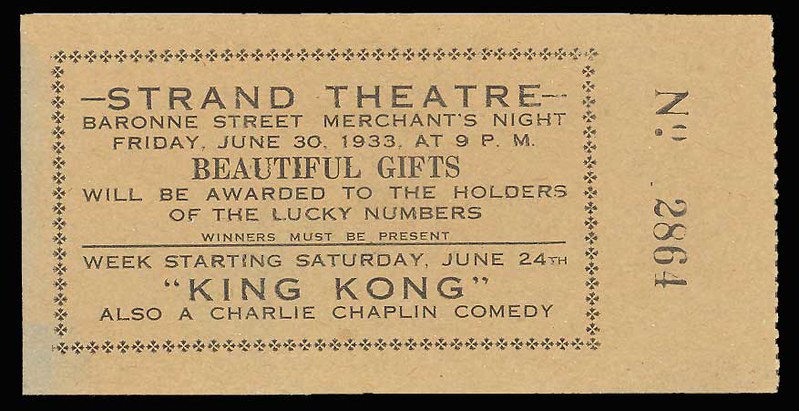 —STRAND THEATRE—
BARONNE STREET MERCHANT'S NIGHT
FRIDAY, JUNE 30, 1933, AT 9 P. M.
BEAUTIFUL GIFTS
WILL BE AWARDED TO THE HOLDERS
OF THE LUCKY NUMBERS
WINNERS MUST BE PRESENT
WEEK STARTING SATURDAY, JUNE 24TH
"KING KONG"
ALSO A CHARLIE CHAPLIN COMEDY
Nº 2864